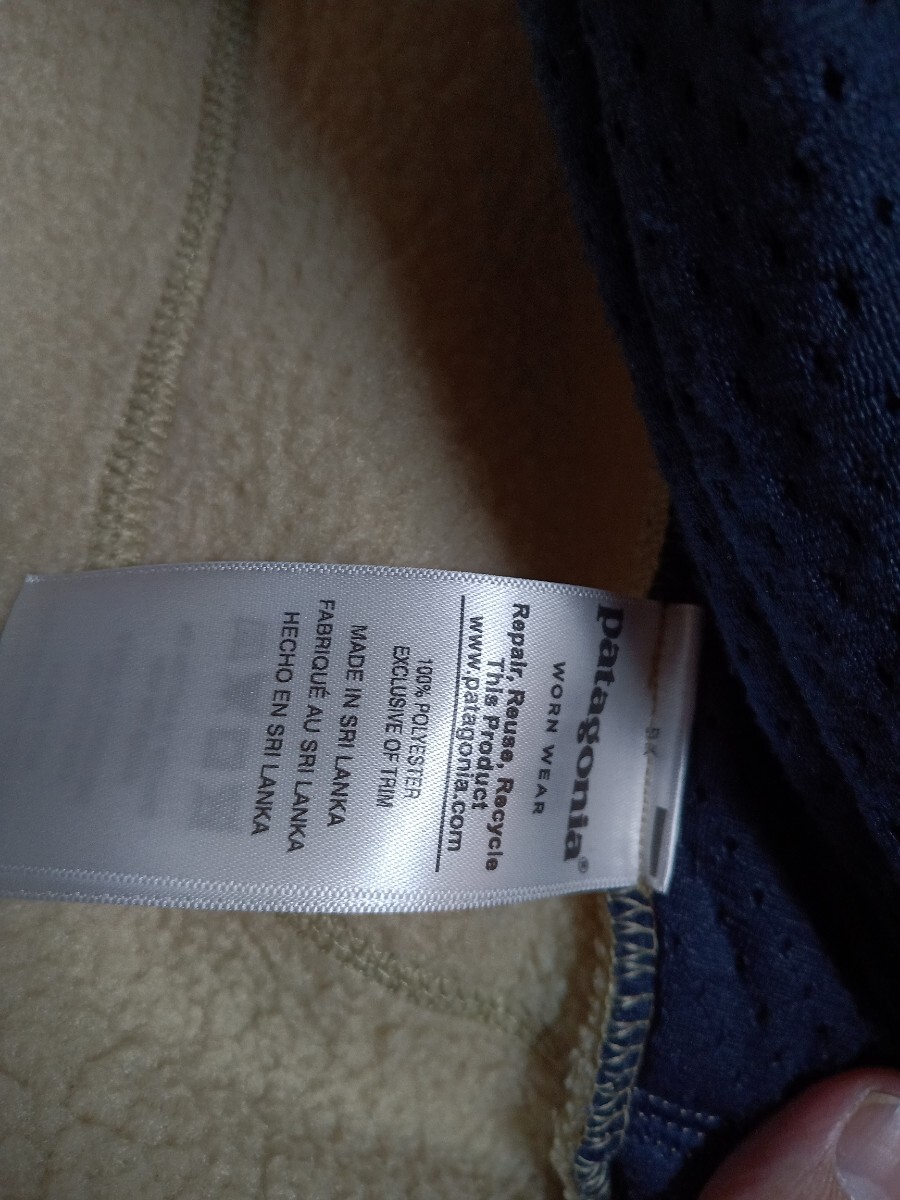 patagonia®
WORN WEAR
Repair, Reuse, Recycle
This Product
www.patagonia.com
100% POLYESTER
EXCLUSIVE OF TRIM
MADE IN SRI LANKA
FABRIQUÉ AU SRI LANKA
HECHO EN SRI LANKA